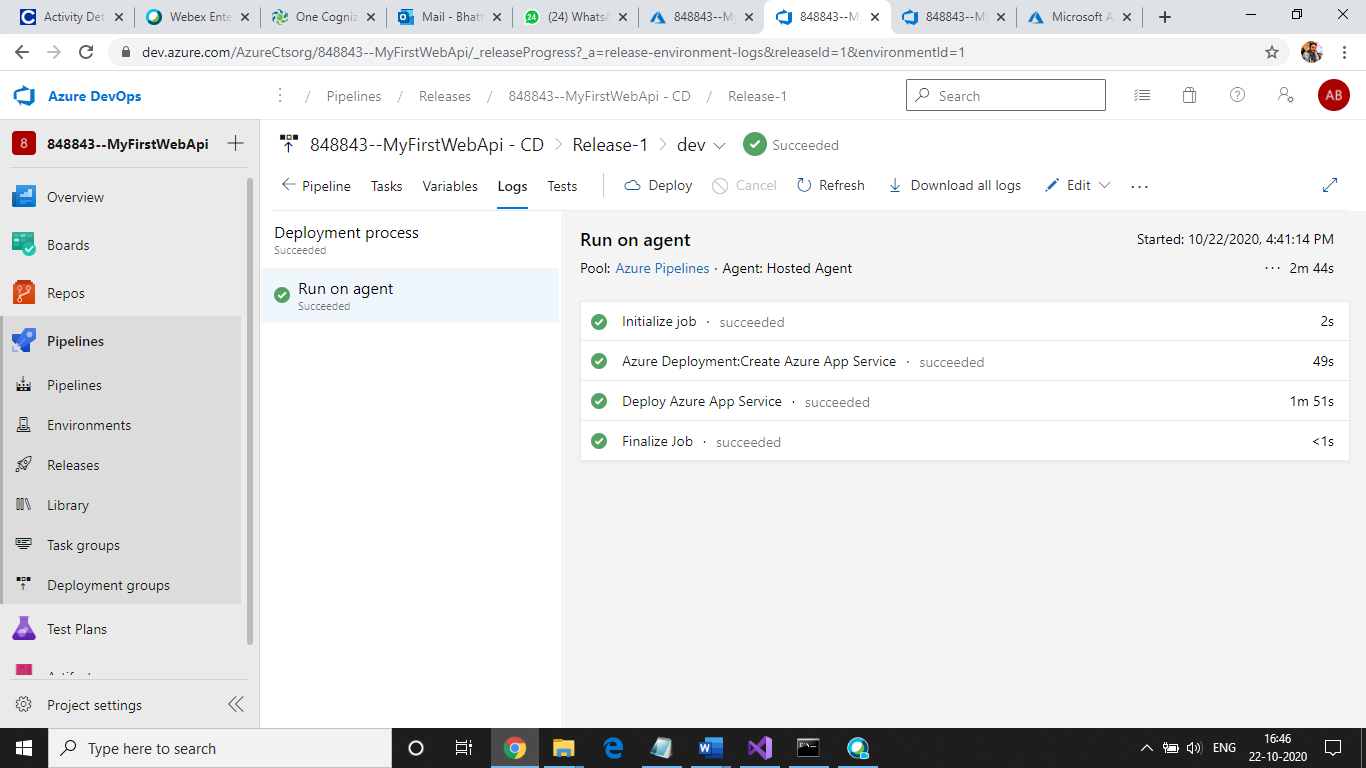 Activity Det
Webex Ente
One Cogniz
Mail - Bhatt
24
(24) WhatsA
848843--My
848843--My
848843--My
Microsoft A
dev.azure.com/AzureCtsorg/848843--MyFirstWebApi/_releaseProgress?_a=release-environment-logs&releaseId=1&environmentId=1
Azure DevOps
/ Pipelines / Releases / 848843--MyFirstWebApi - CD / Release-1
Search
AB
8 848843--MyFirstWebApi
Overview
Boards
Repos
Pipelines
Pipelines
Environments
Releases
Library
Task groups
Deployment groups
Test Plans
Artifacts
Project settings
848843--MyFirstWebApi - CD > Release-1 > dev Succeeded
Pipeline Tasks Variables Logs Tests Deploy Cancel Refresh Download all logs Edit ...
Deployment process
Succeeded
Run on agent
Succeeded
Run on agent
Started: 10/22/2020, 4:41:14 PM
Pool: Azure Pipelines · Agent: Hosted Agent
··· 2m 44s
Initialize job · succeeded 2s
Azure Deployment:Create Azure App Service · succeeded 49s
Deploy Azure App Service · succeeded 1m 51s
Finalize Job · succeeded <1s
Type here to search
ENG
16:46
22-10-2020